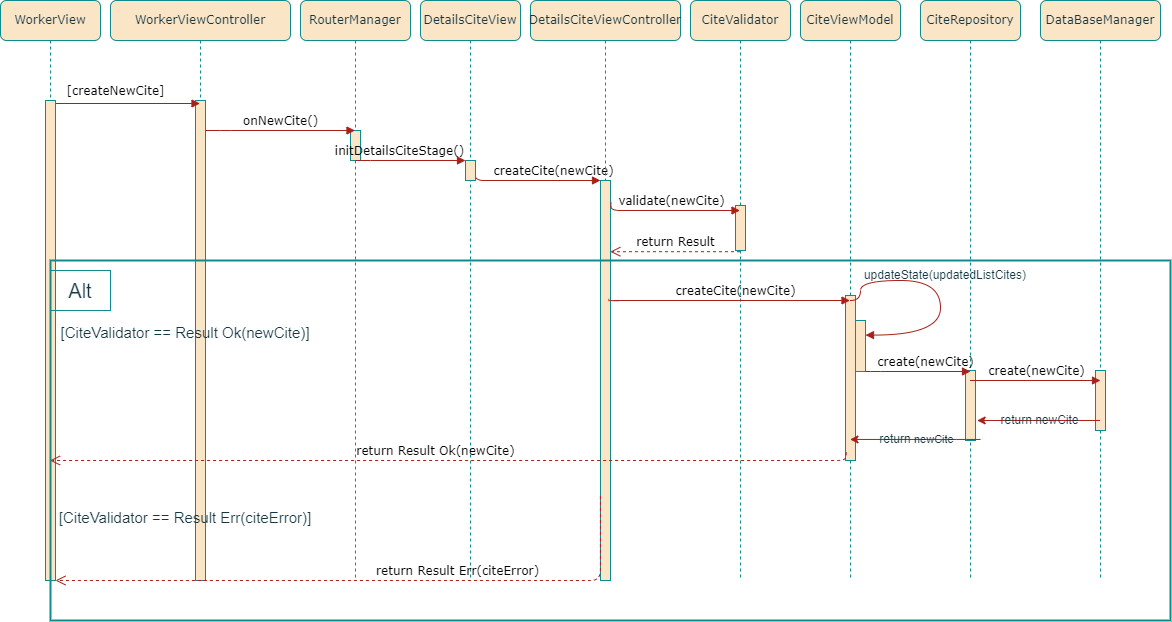 WorkerView
WorkerViewController
RouterManager
DetailsCiteView
DetailsCiteViewController
CiteValidator
CiteViewModel
CiteRepository
DataBaseManager
[createNewCite]
onNewCite()
initDetailsCiteStage()
createCite(newCite)
validate(newCite)
return Result
Alt
updateState(updatedListCites)
createCite(newCite)
[CiteValidator == Result Ok(newCite)]
create(newCite)
create(newCite)
return newCite
return newCite
return Result Ok(newCite)
[CiteValidator == Result Err(citeError)]
return Result Err(citeError)